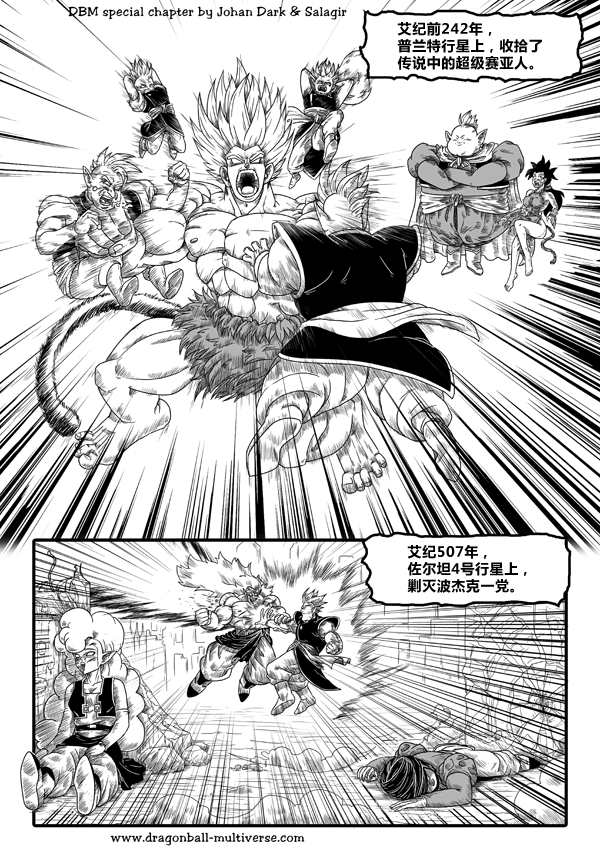 DBM special chapter by Johan Dark & Salagir
艾纪前242年，
普兰特行星上，收拾了
传说中的超级赛亚人。
艾纪507年，
佐尔坦4号行星上，
剿灭波杰克一党。
www.dragonball-multiverse.com